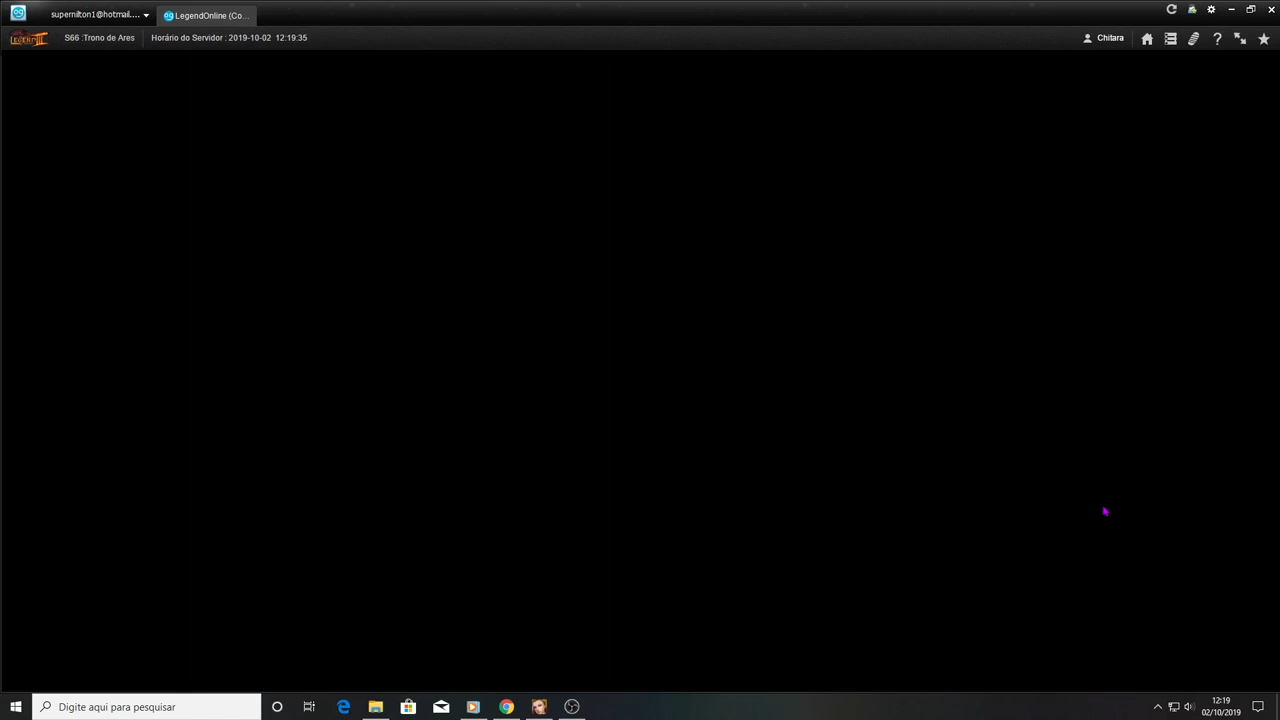 supernilton1@hotmail....
LegendOnline (Co...
LEGEND
S66 :Trono de Ares
Horário do Servidor : 2019-10-02 12:19:35
Chitara
Digite aqui para pesquisar
12:19
02/10/2019